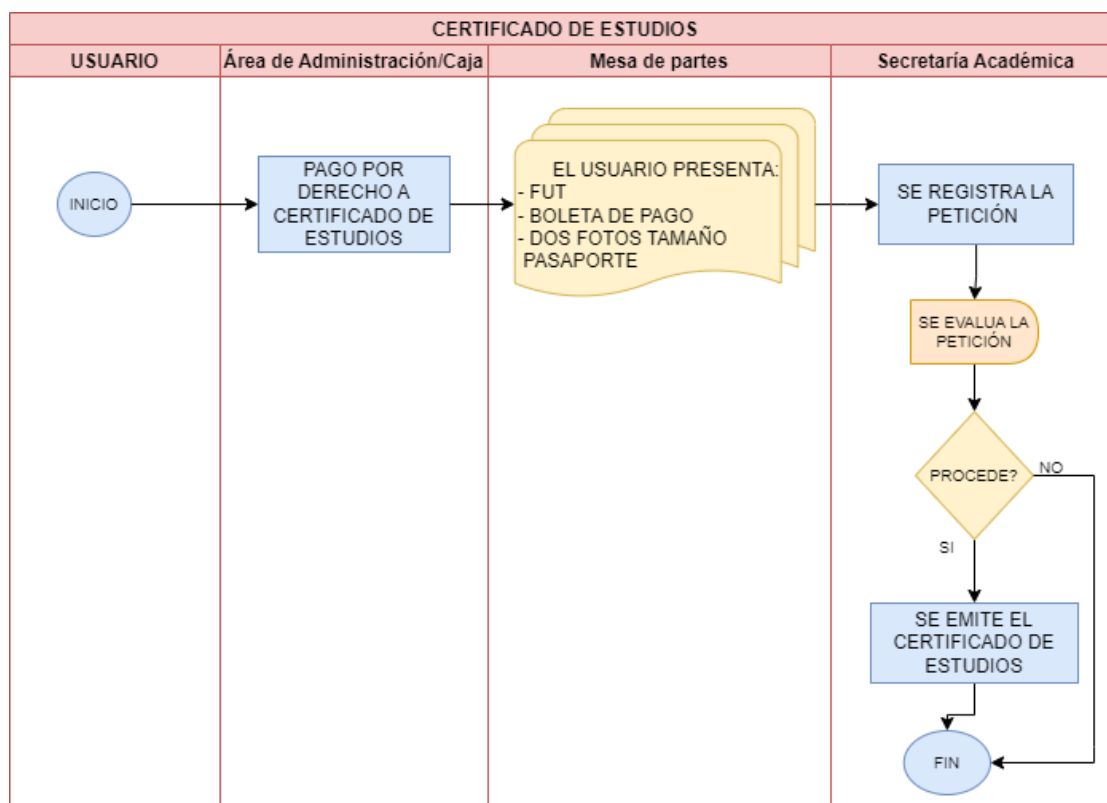 CERTIFICADO DE ESTUDIOS
USUARIO
Área de Administración/Caja
Mesa de partes
Secretaría Académica
INICIO
PAGO POR
DERECHO A
CERTIFICADO DE
ESTUDIOS
EL USUARIO PRESENTA:
- FUT
- BOLETA DE PAGO
- DOS FOTOS TAMAÑO
PASAPORTE
SE REGISTRA LA
PETICIÓN
SE EVALUA LA
PETICIÓN
PROCEDE?
NO
SI
SE EMITE EL
CERTIFICADO DE
ESTUDIOS
FIN